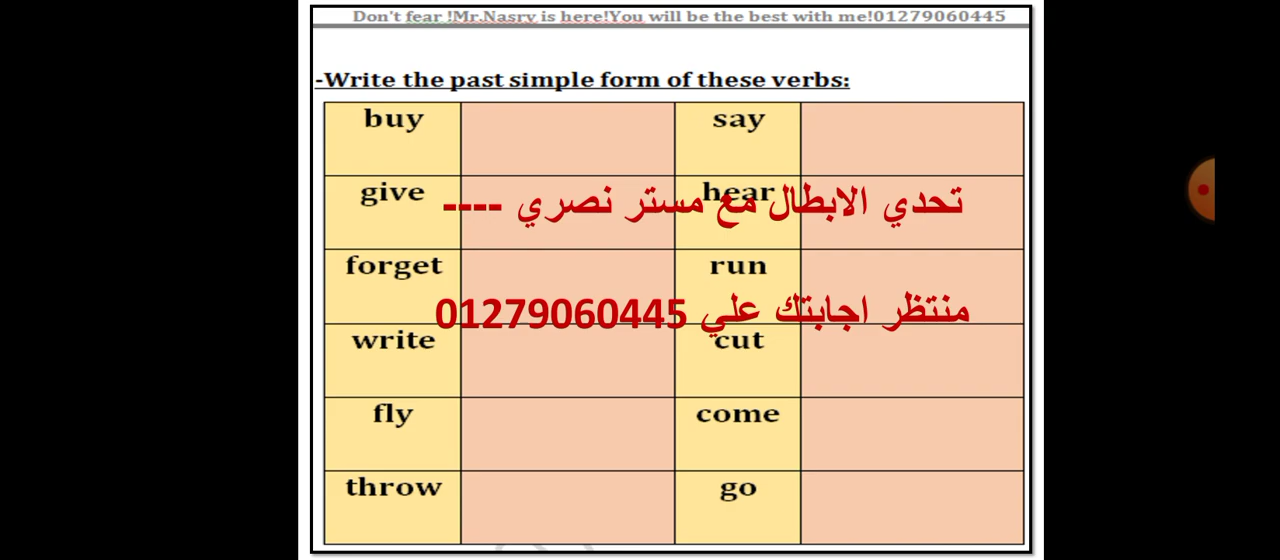 Don't fear !Mr.Nasry is here!You will be the best with me!01279060445
-Write the past simple form of these verbs:
buy say
give hear
تحدي الابطال مع مستر نصري ----
forget run
منتظر اجابتك علي 01279060445
write cut
fly come
throw go